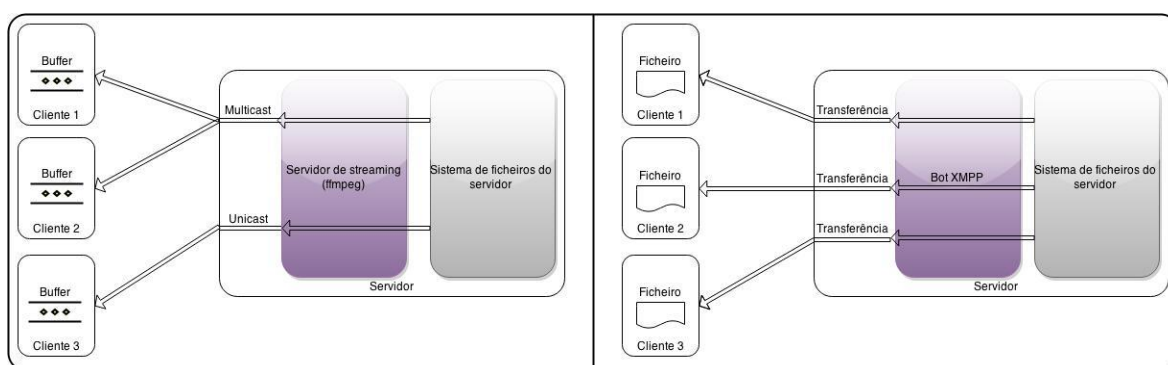 Buffer
Cliente 1
Buffer
Cliente 2
Buffer
Cliente 3
Multicast
Unicast
Servidor de streaming
(ffmpeg)
Sistema de ficheiros do
servidor
Servidor
Ficheiro
Cliente 1
Ficheiro
Cliente 2
Ficheiro
Cliente 3
Transferência
Transferência
Transferência
Bot XMPP
Sistema de ficheiros do
servidor
Servidor